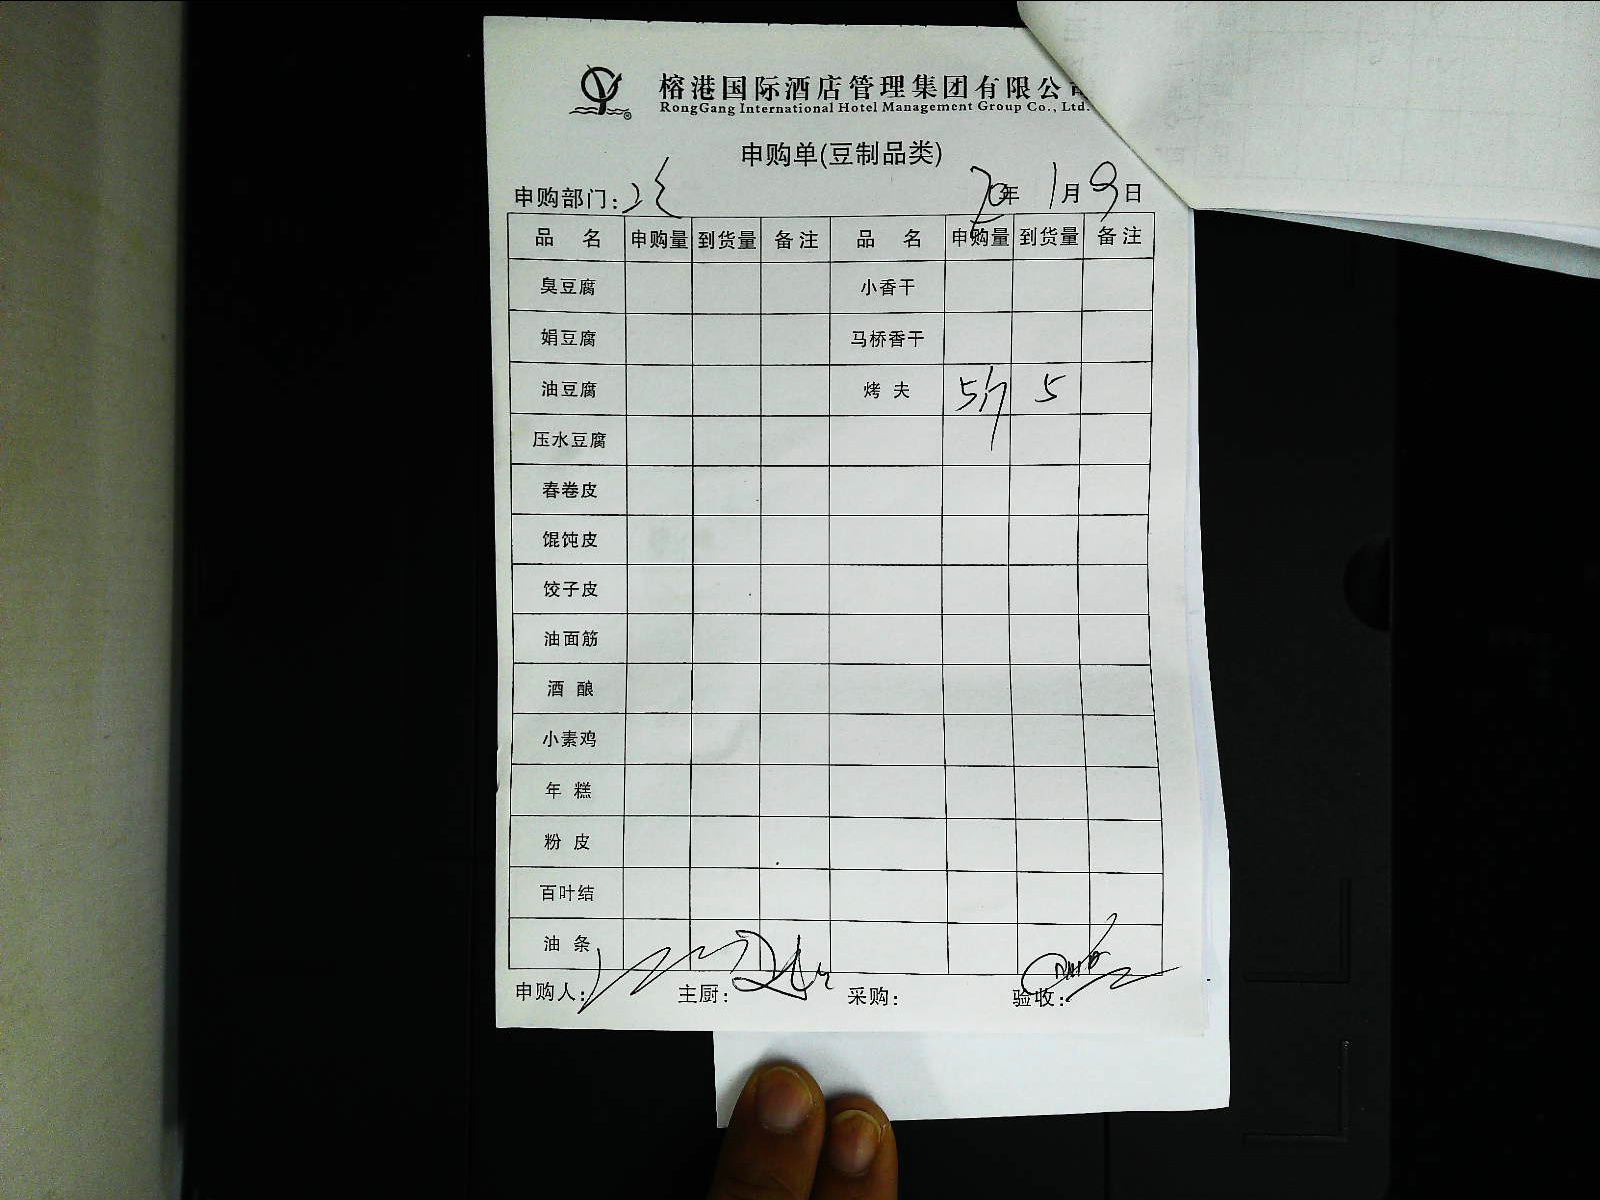 榕港国际酒店管理集团有限公司
RongGang International Hotel Management Group Co., Ltd.
申购单(豆制品类)
申购部门: 20年 1月 9日
品 名 申购量 到货量 备注 品 名 申购量 到货量 备注
臭豆腐 小香干
娟豆腐 马桥香干
油豆腐 烤 夫 5斤 5
压水豆腐
春卷皮
馄饨皮
饺子皮
油面筋
酒 酿
小素鸡
年 糕
粉 皮
百叶结
油 条
申购人: 主厨: 采购: 验收: